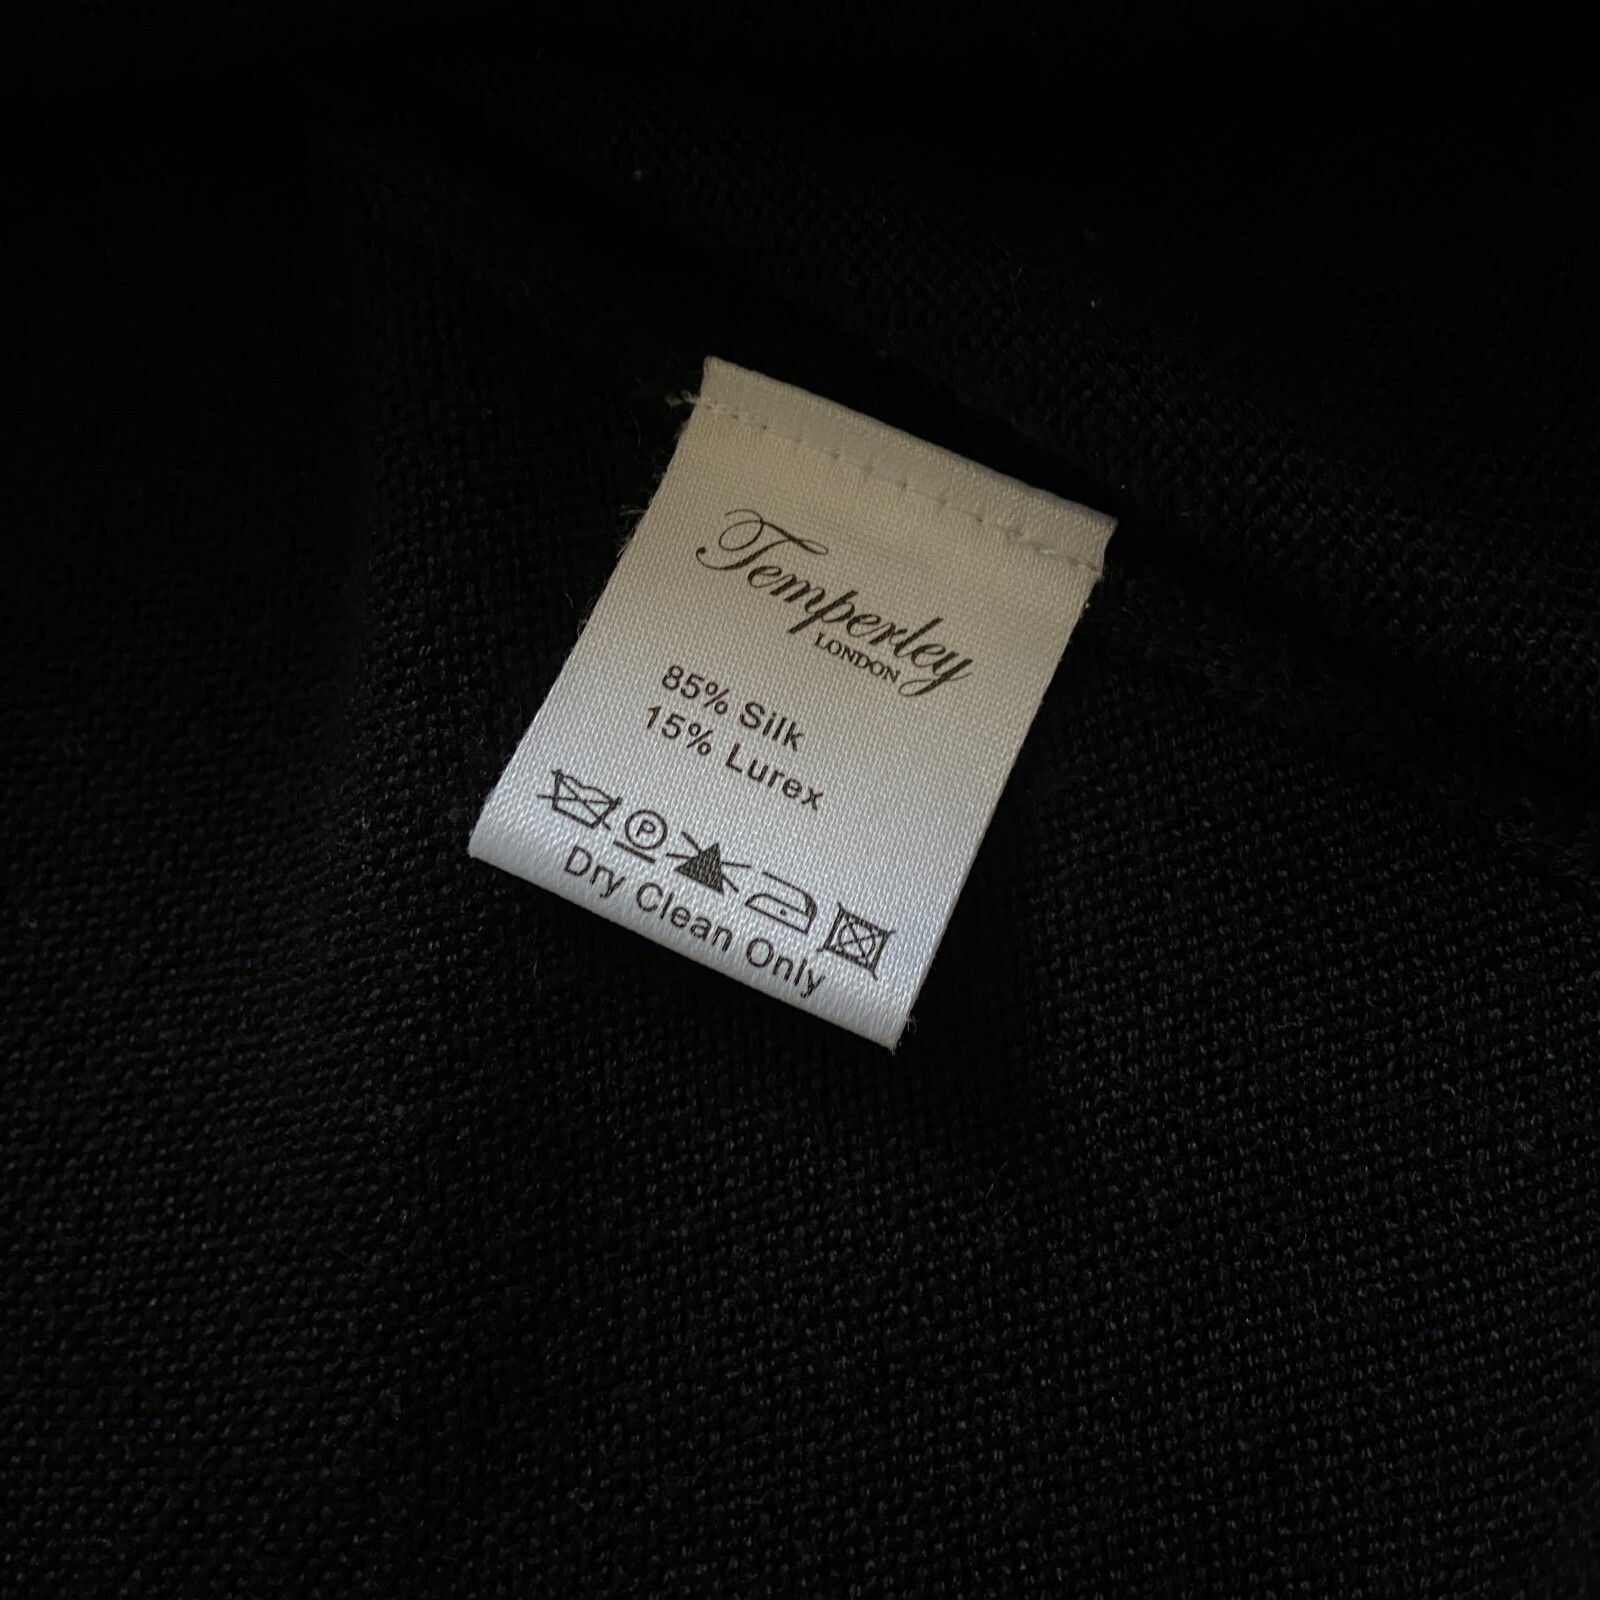 Temperley
LONDON
85% Silk
15% Lurex
P
Dry Clean Only